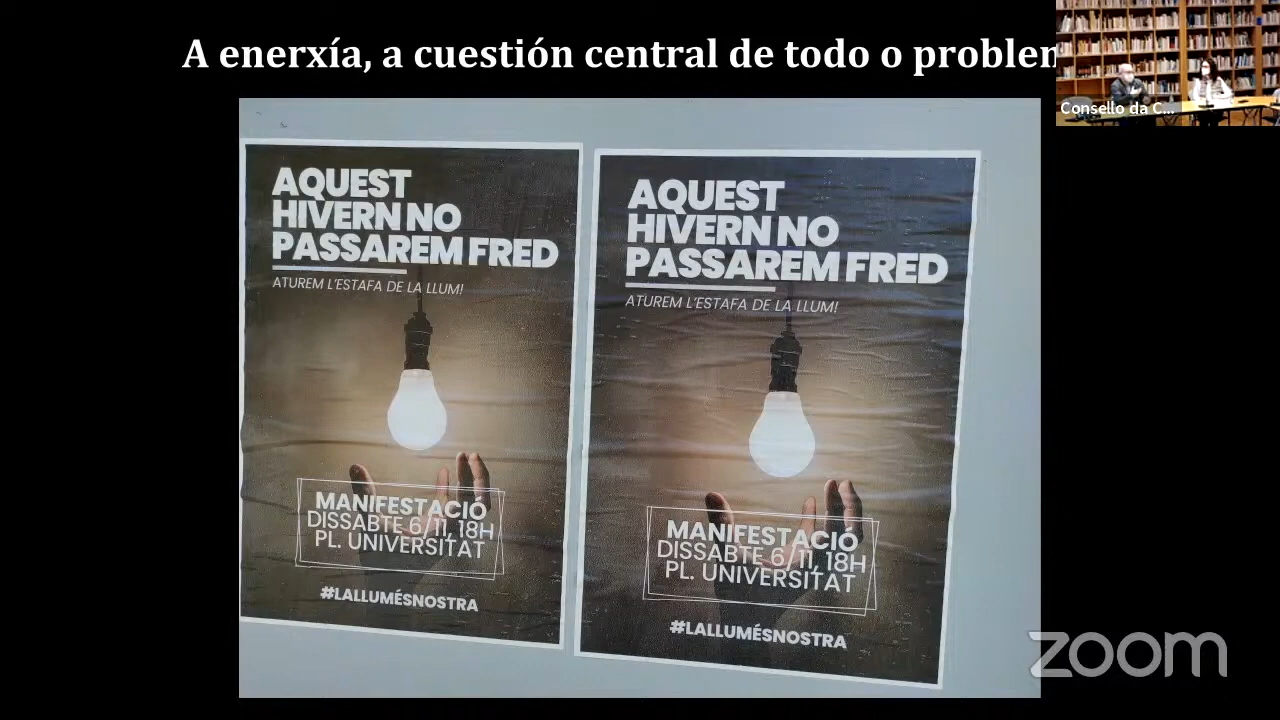 A enerxía, a cuestión central de todo o problem
Consello da C...
AQUEST
HIVERN NO
PASSAREM FRED
ATUREM L'ESTAFA DE LA LLUM!
MANIFESTACIÓ
DISSABTE 6/11, 18H
PL. UNIVERSITAT
#LALLUMÉSNOSTRA
AQUEST
HIVERN NO
PASSAREM FRED
ATUREM L'ESTAFA DE LA LLUM!
MANIFESTACIÓ
DISSABTE 6/11, 18H
PL. UNIVERSITAT
#LALLUMÉSNOSTRA
zoom